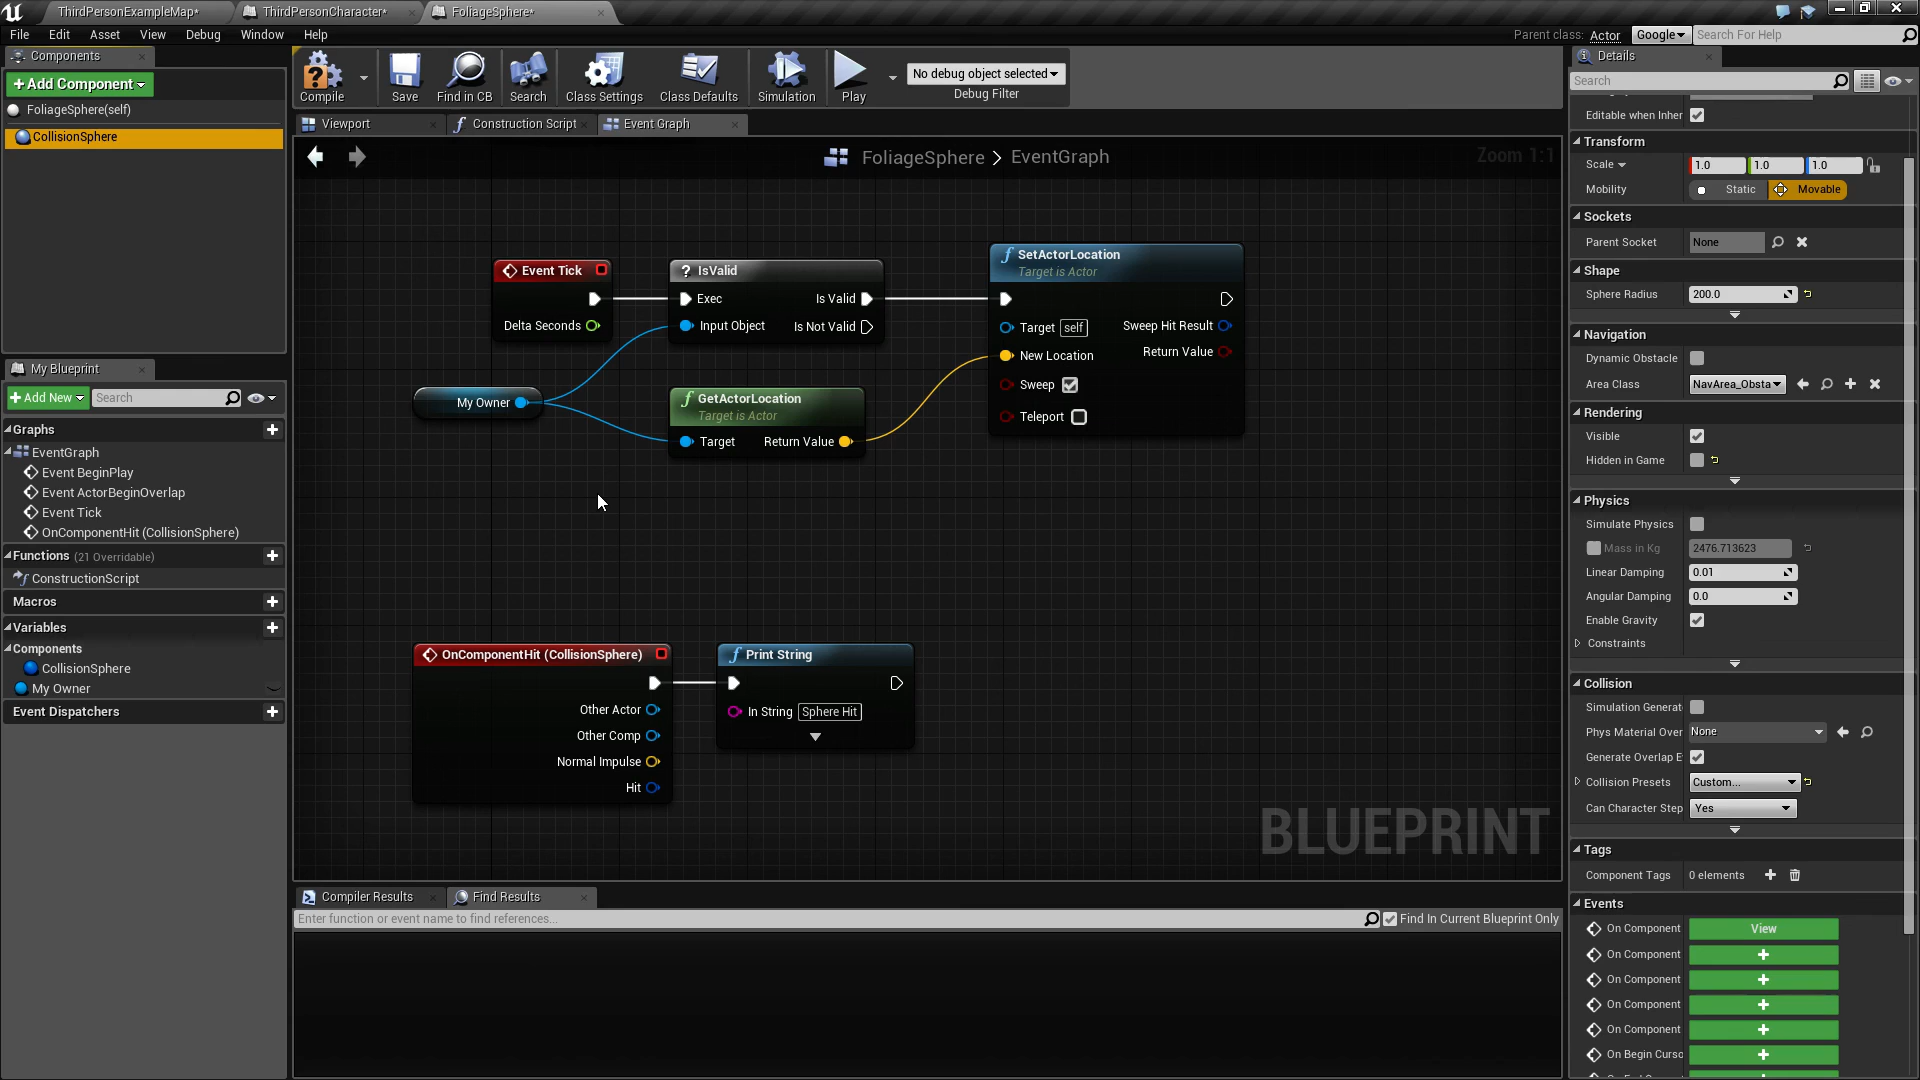 ThirdPersonExampleMap*
ThirdPersonCharacter*
FoliageSphere*
File Edit Asset View Debug Window Help
Parent class: Actor Google Search For Help
Components
+ Add Component
FoliageSphere(self)
CollisionSphere
Compile Save Find in CB Search Class Settings Class Defaults Simulation Play
No debug object selected
Debug Filter
Viewport
Construction Script
Event Graph
FoliageSphere > EventGraph
Zoom 1:1
Event Tick
Delta Seconds
? IsValid
Exec Is Valid
Input Object Is Not Valid
My Owner
f GetActorLocation
Target is Actor
Target Return Value
f SetActorLocation
Target is Actor
Target self Sweep Hit Result
New Location Return Value
Sweep
Teleport
OnComponentHit (CollisionSphere)
Other Actor
Other Comp
Normal Impulse
Hit
f Print String
In String Sphere Hit
BLUEPRINT
My Blueprint
+ Add New Search
Graphs
EventGraph
Event BeginPlay
Event ActorBeginOverlap
Event Tick
OnComponentHit (CollisionSphere)
Functions (21 Overridable)
ConstructionScript
Macros
Variables
Components
CollisionSphere
My Owner
Event Dispatchers
Compiler Results
Find Results
Enter function or event name to find references...
Find In Current Blueprint Only
Details
Search
Editable when Inher
Transform
Scale 1.0 1.0 1.0
Mobility Static Movable
Sockets
Parent Socket None
Shape
Sphere Radius 200.0
Navigation
Dynamic Obstacle
Area Class NavArea_Obsta
Rendering
Visible
Hidden in Game
Physics
Simulate Physics
Mass in Kg 2476.713623
Linear Damping 0.01
Angular Damping 0.0
Enable Gravity
Constraints
Collision
Simulation Generat
Phys Material Over None
Generate Overlap E
Collision Presets Custom...
Can Character Step Yes
Tags
Component Tags 0 elements
Events
On Component View
On Component
On Component
On Component
On Component
On Begin Curso